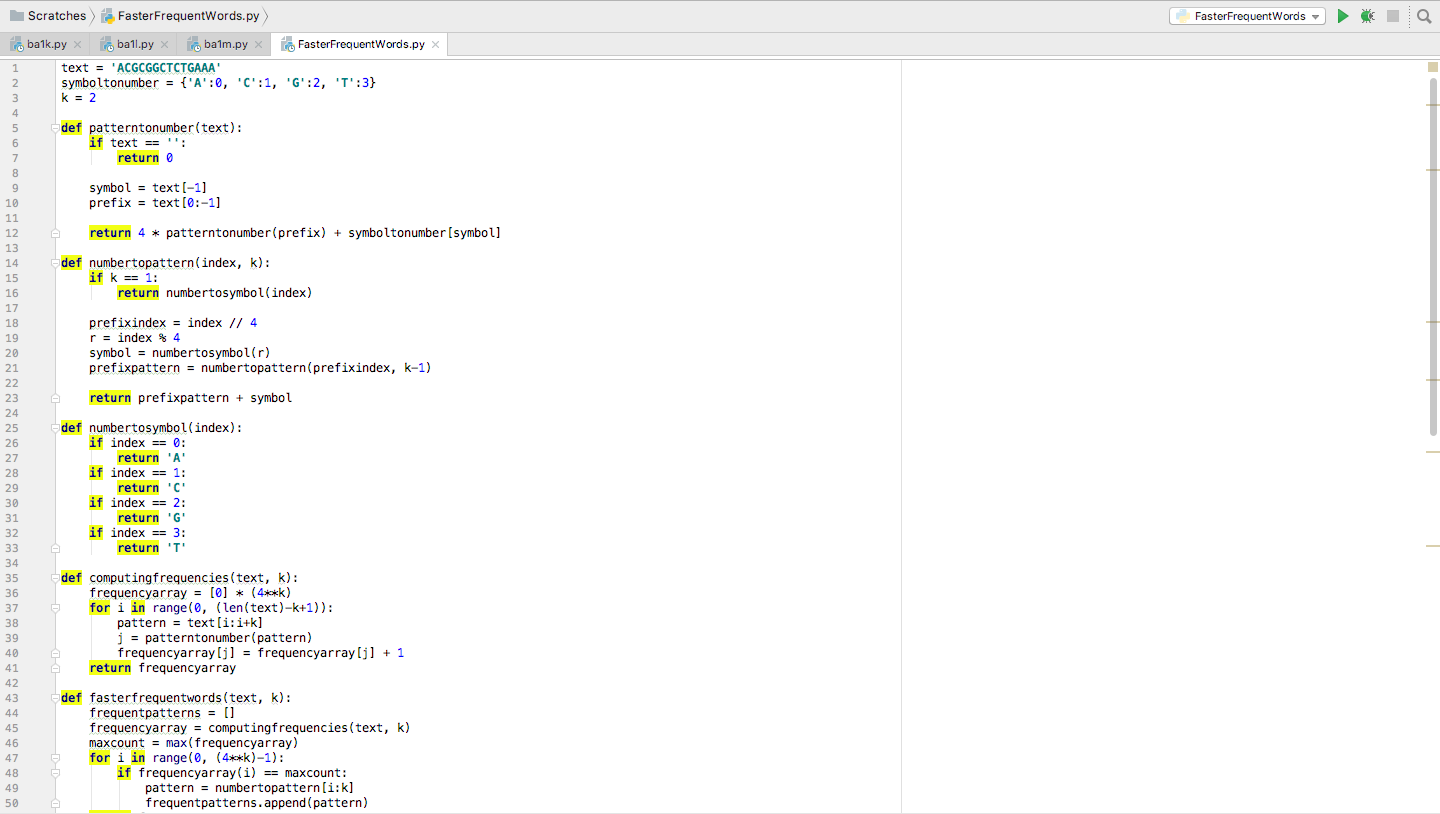 Scratches FasterFrequentWords.py FasterFrequentWords
ba1k.py ba1l.py ba1m.py FasterFrequentWords.py
1 text = 'ACGCGGCTCTGAAA'
2 symboltonumber = {'A':0, 'C':1, 'G':2, 'T':3}
3 k = 2
4
5 def patterntonumber(text):
6     if text == '':
7         return 0
8
9     symbol = text[-1]
10     prefix = text[0:-1]
11
12     return 4 * patterntonumber(prefix) + symboltonumber[symbol]
13
14 def numbertopattern(index, k):
15     if k == 1:
16         return numbertosymbol(index)
17
18     prefixindex = index // 4
19     r = index % 4
20     symbol = numbertosymbol(r)
21     prefixpattern = numbertopattern(prefixindex, k-1)
22
23     return prefixpattern + symbol
24
25 def numbertosymbol(index):
26     if index == 0:
27         return 'A'
28     if index == 1:
29         return 'C'
30     if index == 2:
31         return 'G'
32     if index == 3:
33         return 'T'
34
35 def computingfrequencies(text, k):
36     frequencyarray = [0] * (4**k)
37     for i in range(0, (len(text)-k+1)):
38         pattern = text[i:i+k]
39         j = patterntonumber(pattern)
40         frequencyarray[j] = frequencyarray[j] + 1
41     return frequencyarray
42
43 def fasterfrequentwords(text, k):
44     frequentpatterns = []
45     frequencyarray = computingfrequencies(text, k)
46     maxcount = max(frequencyarray)
47     for i in range(0, (4**k)-1):
48         if frequencyarray(i) == maxcount:
49             pattern = numbertopattern[i:k]
50             frequentpatterns.append(pattern)